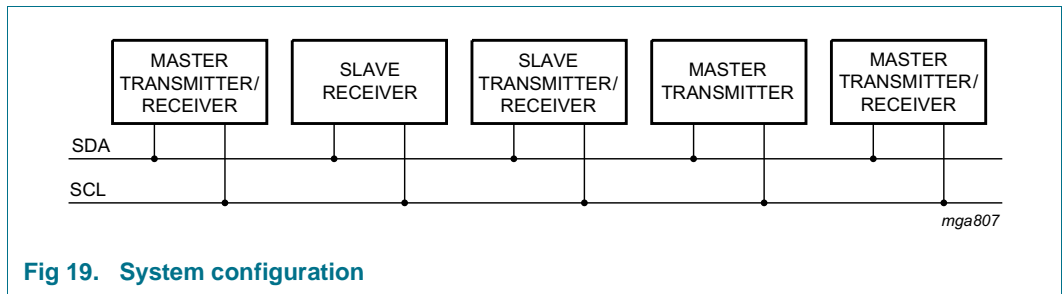 MASTER
TRANSMITTER/
RECEIVER
SLAVE
RECEIVER
SLAVE
TRANSMITTER/
RECEIVER
MASTER
TRANSMITTER
MASTER
TRANSMITTER/
RECEIVER
SDA
SCL
mga807
Fig 19. System configuration